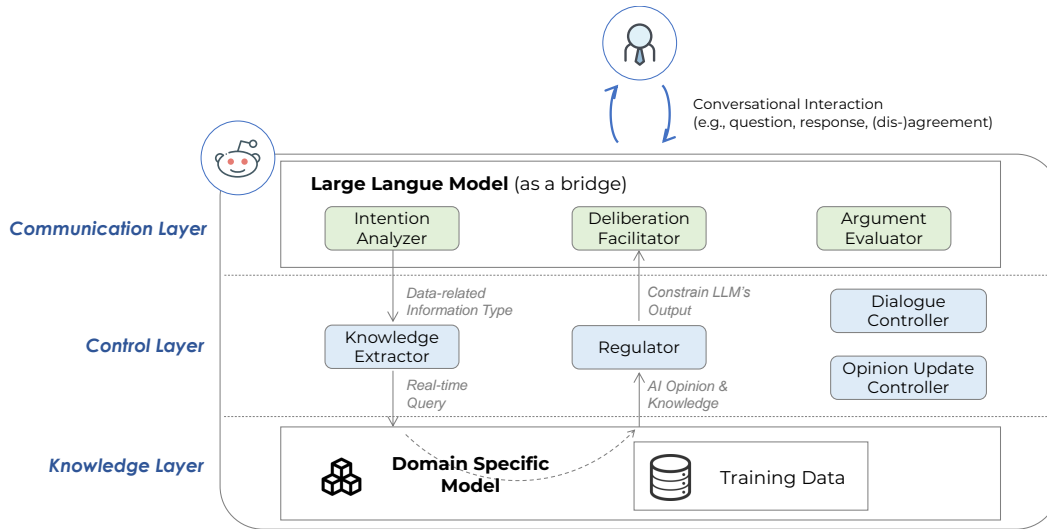 Conversational Interaction
(e.g., question, response, (dis-)agreement)
Large Langue Model (as a bridge)
Communication Layer
Intention
Analyzer
Deliberation
Facilitator
Argument
Evaluator
Data-related
Information Type
Constrain LLM's
Output
Dialogue
Controller
Control Layer
Knowledge
Extractor
Regulator
Opinion Update
Controller
Real-time
Query
AI Opinion &
Knowledge
Knowledge Layer
Domain Specific
Model
Training Data